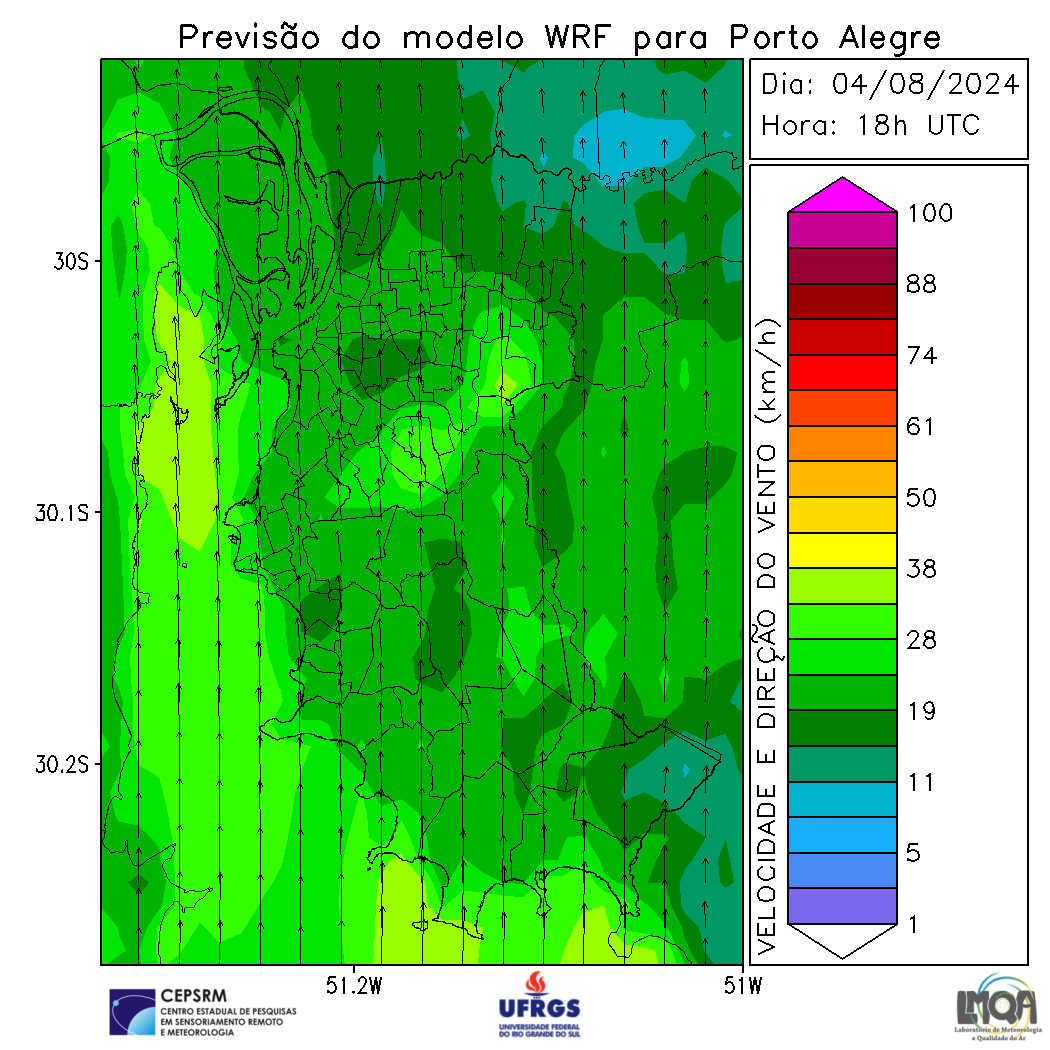 Previsão do modelo WRF para Porto Alegre
Dia: 04/08/2024
Hora: 18h UTC
30S
30.1S
30.2S
51.2W
51W
VELOCIDADE E DIREÇÃO DO VENTO (km/h)
100
88
74
61
50
38
28
19
11
5
1
CEPSRM
CENTRO ESTADUAL DE PESQUISAS
EM SENSORIAMENTO REMOTO
E METEOROLOGIA
UFRGS
UNIVERSIDADE FEDERAL
DO RIO GRANDE DO SUL
LMQA
Laboratório de Meteorologia
e Qualidade do Ar